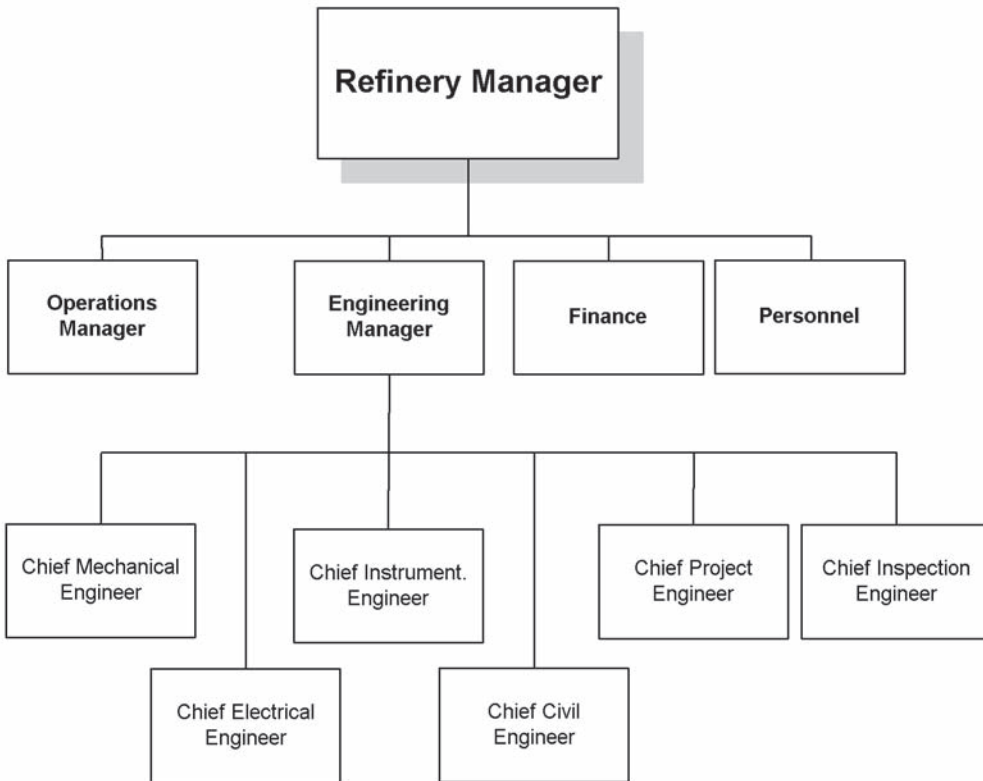 Refinery Manager
Operations
Manager
Engineering
Manager
Finance
Personnel
Chief Mechanical
Engineer
Chief Instrument.
Engineer
Chief Project
Engineer
Chief Inspection
Engineer
Chief Electrical
Engineer
Chief Civil
Engineer